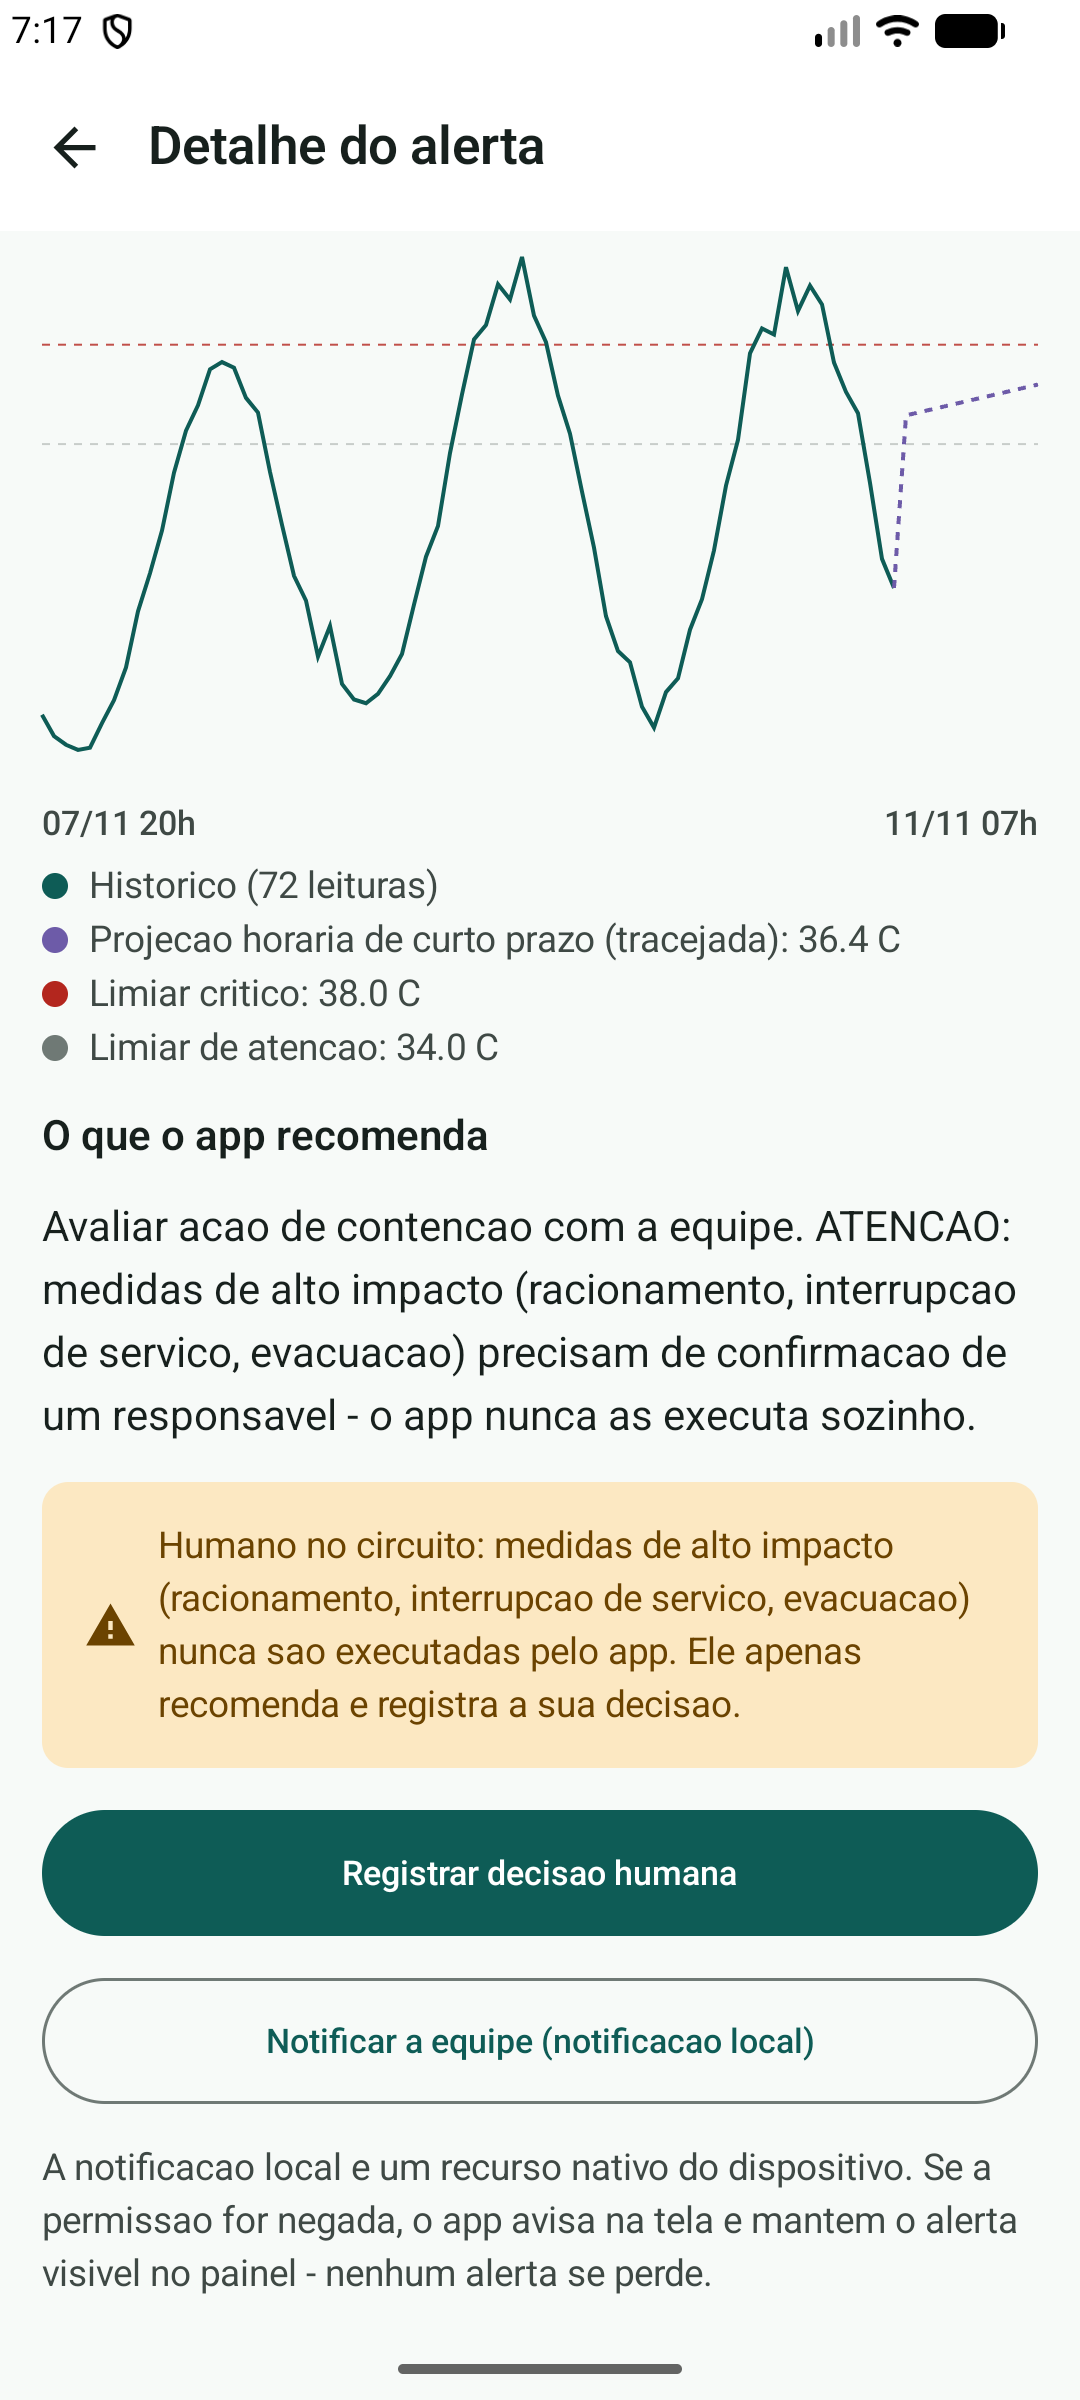 7:17
Detalhe do alerta
07/11 20h
11/11 07h
Historico (72 leituras)
Projecao horaria de curto prazo (tracejada): 36.4 C
Limiar critico: 38.0 C
Limiar de atencao: 34.0 C
O que o app recomenda
Avaliar acao de contencao com a equipe. ATENCAO:
medidas de alto impacto (racionamento, interrupcao
de servico, evacuacao) precisam de confirmacao de
um responsavel - o app nunca as executa sozinho.
Humano no circuito: medidas de alto impacto
(racionamento, interrupcao de servico, evacuacao)
nunca sao executadas pelo app. Ele apenas
recomenda e registra a sua decisao.
Registrar decisao humana
Notificar a equipe (notificacao local)
A notificacao local e um recurso nativo do dispositivo. Se a
permissao for negada, o app avisa na tela e mantem o alerta
visivel no painel - nenhum alerta se perde.